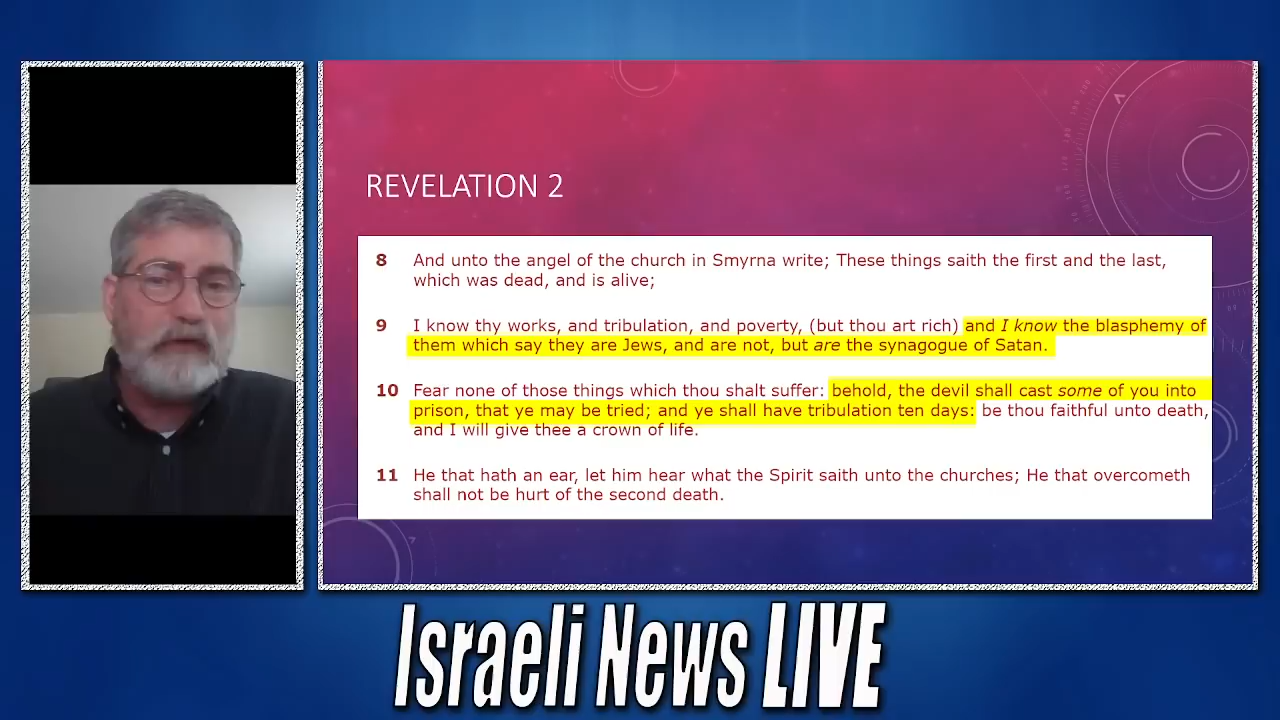 REVELATION 2
8 And unto the angel of the church in Smyrna write; These things saith the first and the last,
which was dead, and is alive;
9 I know thy works, and tribulation, and poverty, (but thou art rich) and I know the blasphemy of
them which say they are Jews, and are not, but are the synagogue of Satan.
10 Fear none of those things which thou shalt suffer: behold, the devil shall cast some of you into
prison, that ye may be tried; and ye shall have tribulation ten days: be thou faithful unto death,
and I will give thee a crown of life.
11 He that hath an ear, let him hear what the Spirit saith unto the churches; He that overcometh
shall not be hurt of the second death.
Israeli News LIVE